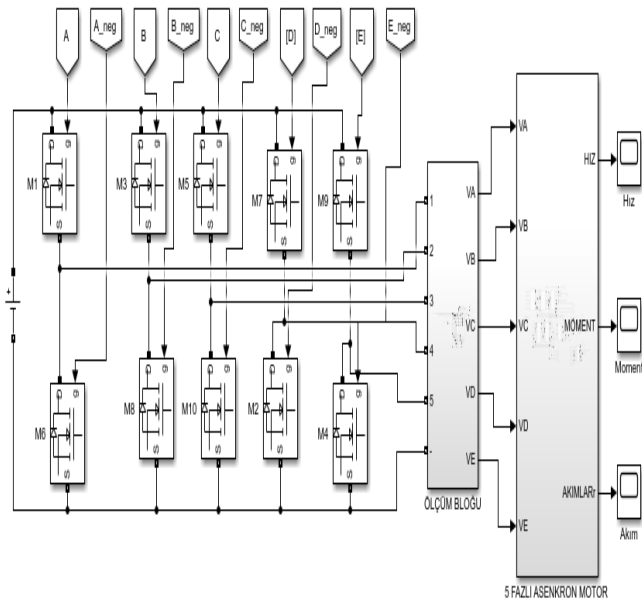 A
A_neg
B
B_neg
C
C_neg
[D]
D_neg
[E]
E_neg
M1
M3
M5
M7
M9
g
D
S
g
D
S
g
D
S
g
D
S
g
D
S
+
M6
M8
M10
M2
M4
g
D
S
g
D
S
g
D
S
g
D
S
g
D
S
1
2
3
4
5
-
VA
VB
VC
VD
VE
ÖLÇÜM BLOĞU
VA
VB
VC
VD
VE
HIZ
MOMENT
AKIMLARr
5 FAZLI ASENKRON MOTOR
Hız
Moment
Akım